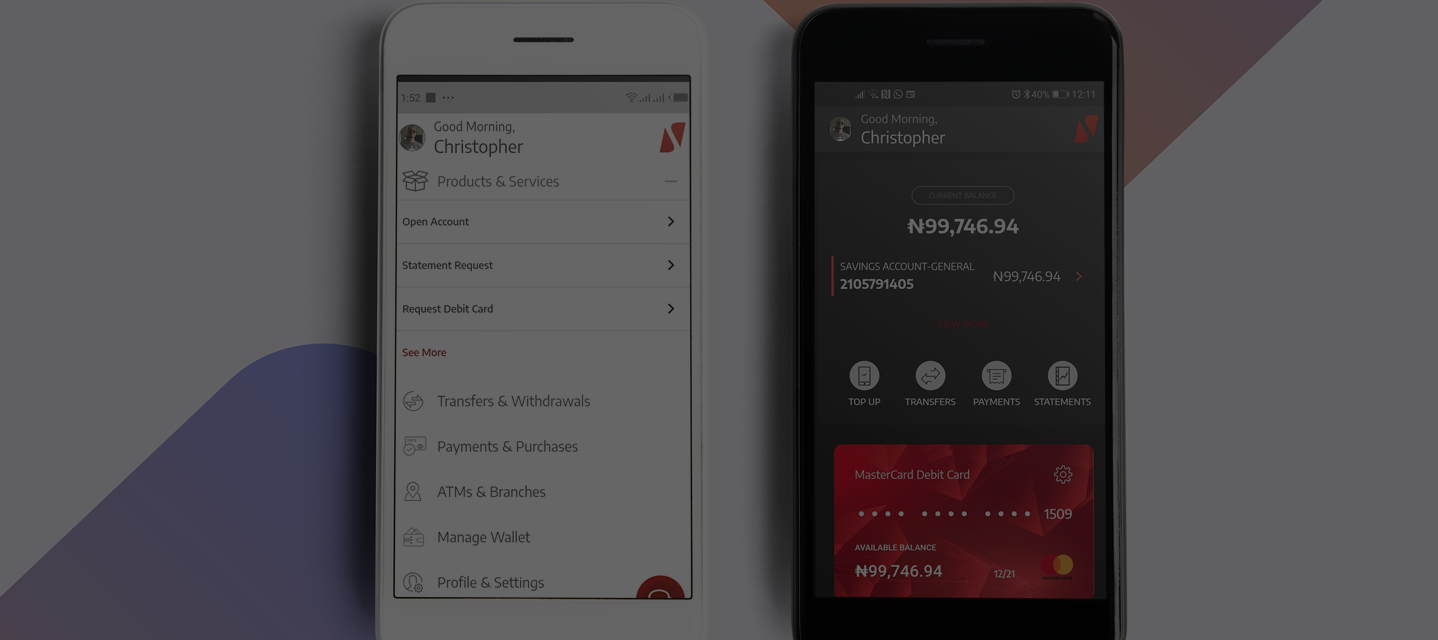 1:52
Good Morning,
Christopher
Products & Services
Open Account
Statement Request
Request Debit Card
See More
Transfers & Withdrawals
Payments & Purchases
ATMs & Branches
Manage Wallet
Profile & Settings
40% 12:11
Good Morning,
Christopher
CURRENT BALANCE
₦99,746.94
SAVINGS ACCOUNT-GENERAL ₦99,746.94
2105791405
VIEW MORE
TOP UP TRANSFERS PAYMENTS STATEMENTS
MasterCard Debit Card
•••• •••• •••• 1509
AVAILABLE BALANCE
₦99,746.94 12/21